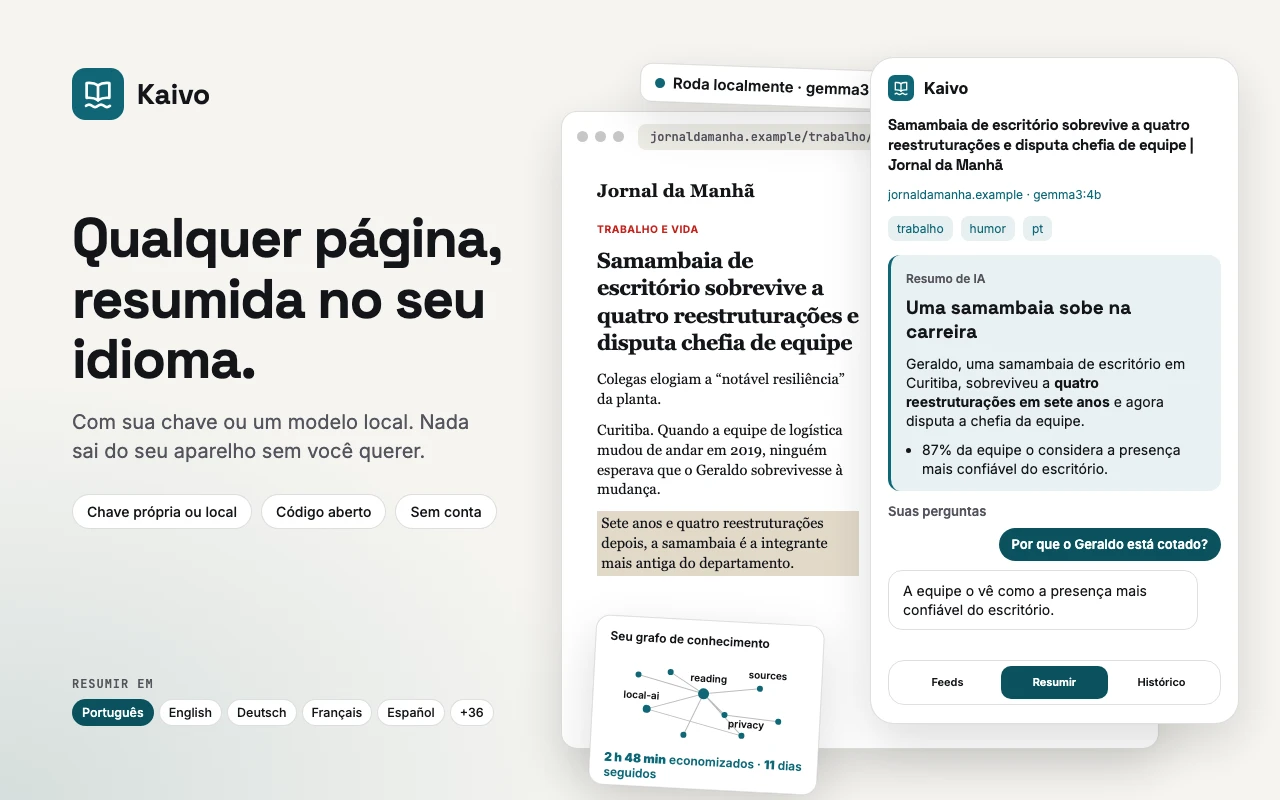 Kaivo
Qualquer página,
resumida no seu
idioma.
Com sua chave ou um modelo local. Nada
sai do seu aparelho sem você querer.
Chave própria ou local
Código aberto
Sem conta
RESUMIR EM
Português
English
Deutsch
Français
Español
+36
Roda localmente · gemma3
jornaldamanha.example/trabalho/
Jornal da Manhã
TRABALHO E VIDA
Samambaia de
escritório sobrevive a
quatro reestruturações e
disputa chefia de equipe
Colegas elogiam a “notável resiliência”
da planta.
Curitiba. Quando a equipe de logística
mudou de andar em 2019, ninguém
esperava que o Geraldo sobrevivesse à
mudança.
Sete anos e quatro reestruturações
depois, a samambaia é a integrante
mais antiga do departamento.
Seu grafo de conhecimento
reading
sources
local-ai
privacy
2 h 48 min economizados · 11 dias
seguidos
Kaivo
Samambaia de escritório sobrevive a quatro
reestruturações e disputa chefia de equipe |
Jornal da Manhã
jornaldamanha.example · gemma3:4b
trabalho
humor
pt
Resumo de IA
Uma samambaia sobe na
carreira
Geraldo, uma samambaia de escritório em
Curitiba, sobreviveu a quatro
reestruturações em sete anos e agora
disputa a chefia da equipe.
• 87% da equipe o considera a presença
mais confiável do escritório.
Suas perguntas
Por que o Geraldo está cotado?
A equipe o vê como a presença mais
confiável do escritório.
Feeds
Resumir
Histórico